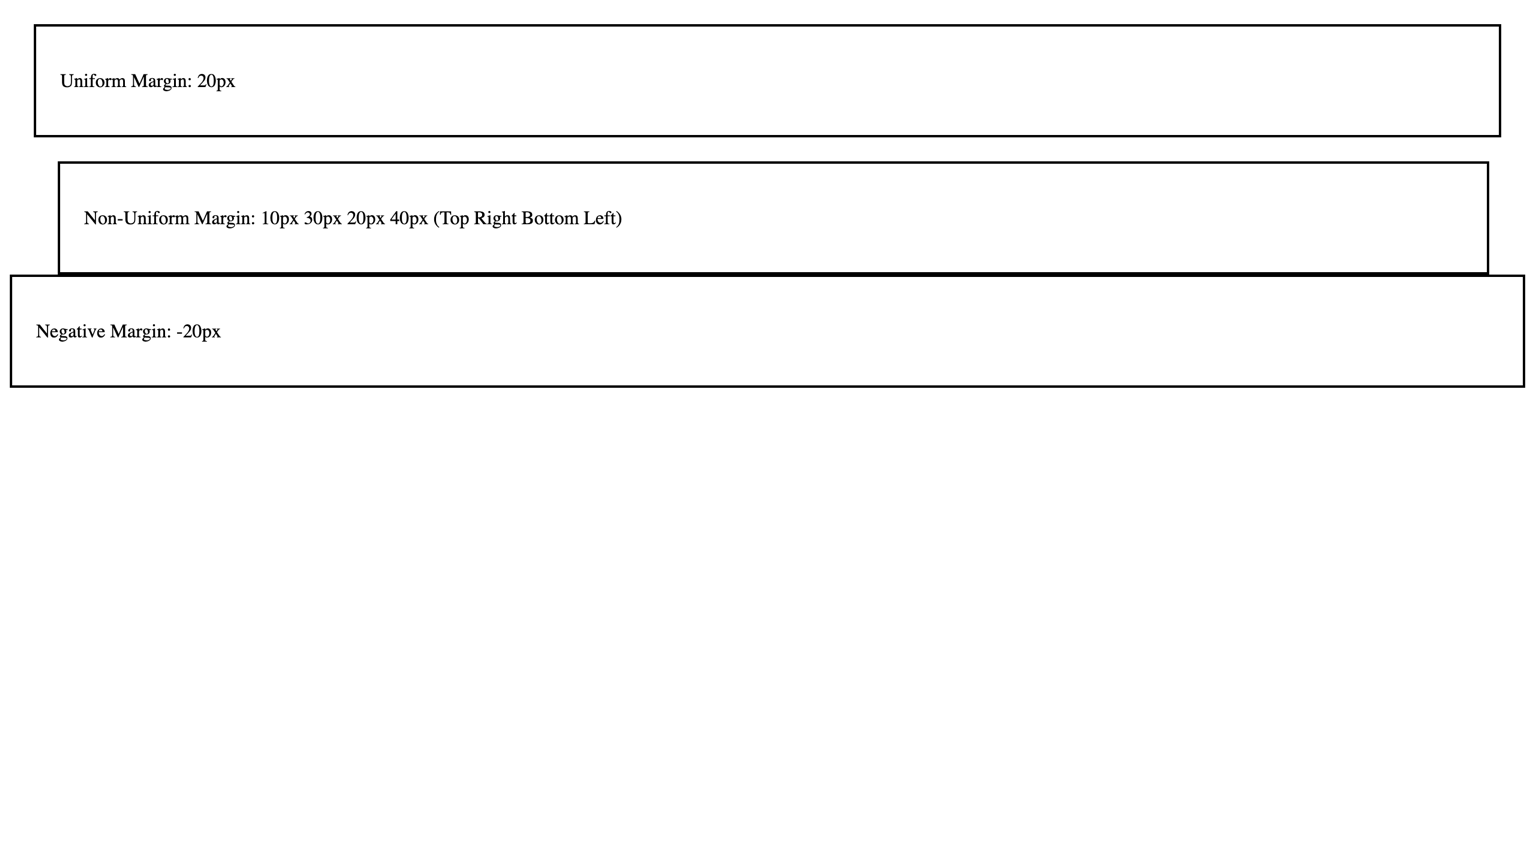 Uniform Margin: 20px
Non-Uniform Margin: 10px 30px 20px 40px (Top Right Bottom Left)
Negative Margin: -20px